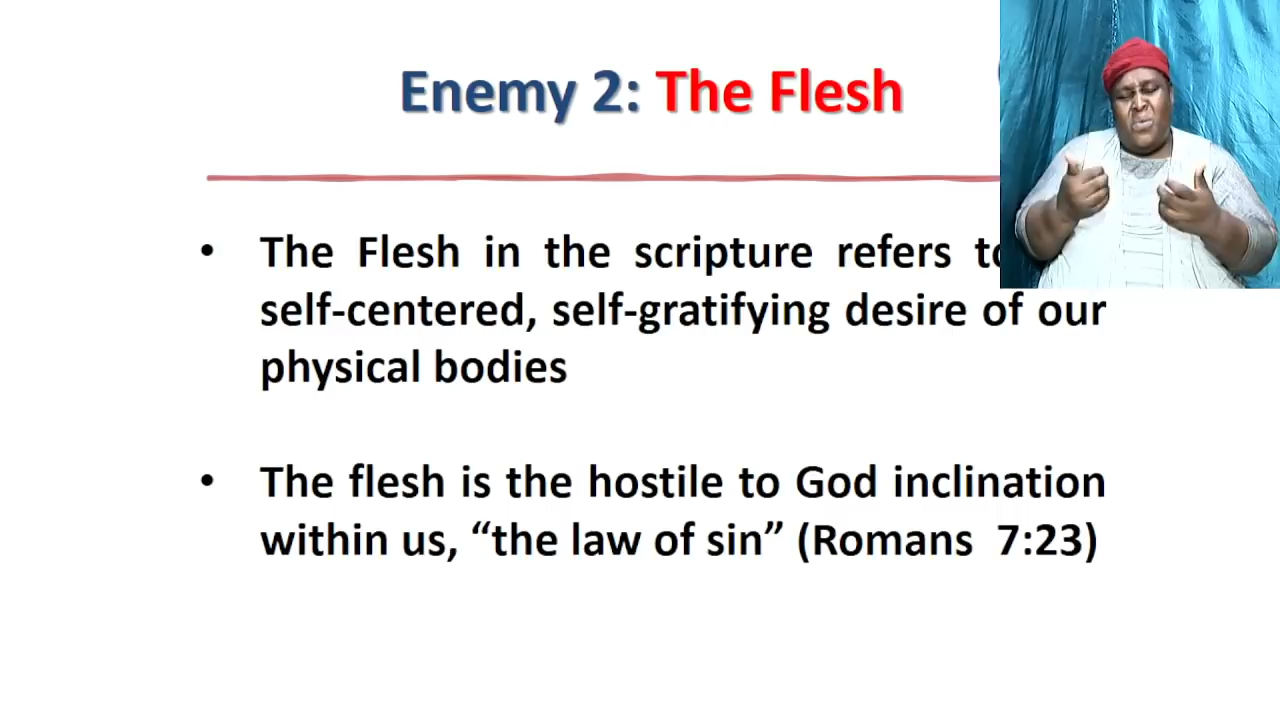 Enemy 2: The Flesh
• The Flesh in the scripture refers to
self-centered, self-gratifying desire of our
physical bodies
• The flesh is the hostile to God inclination
within us, “the law of sin” (Romans 7:23)